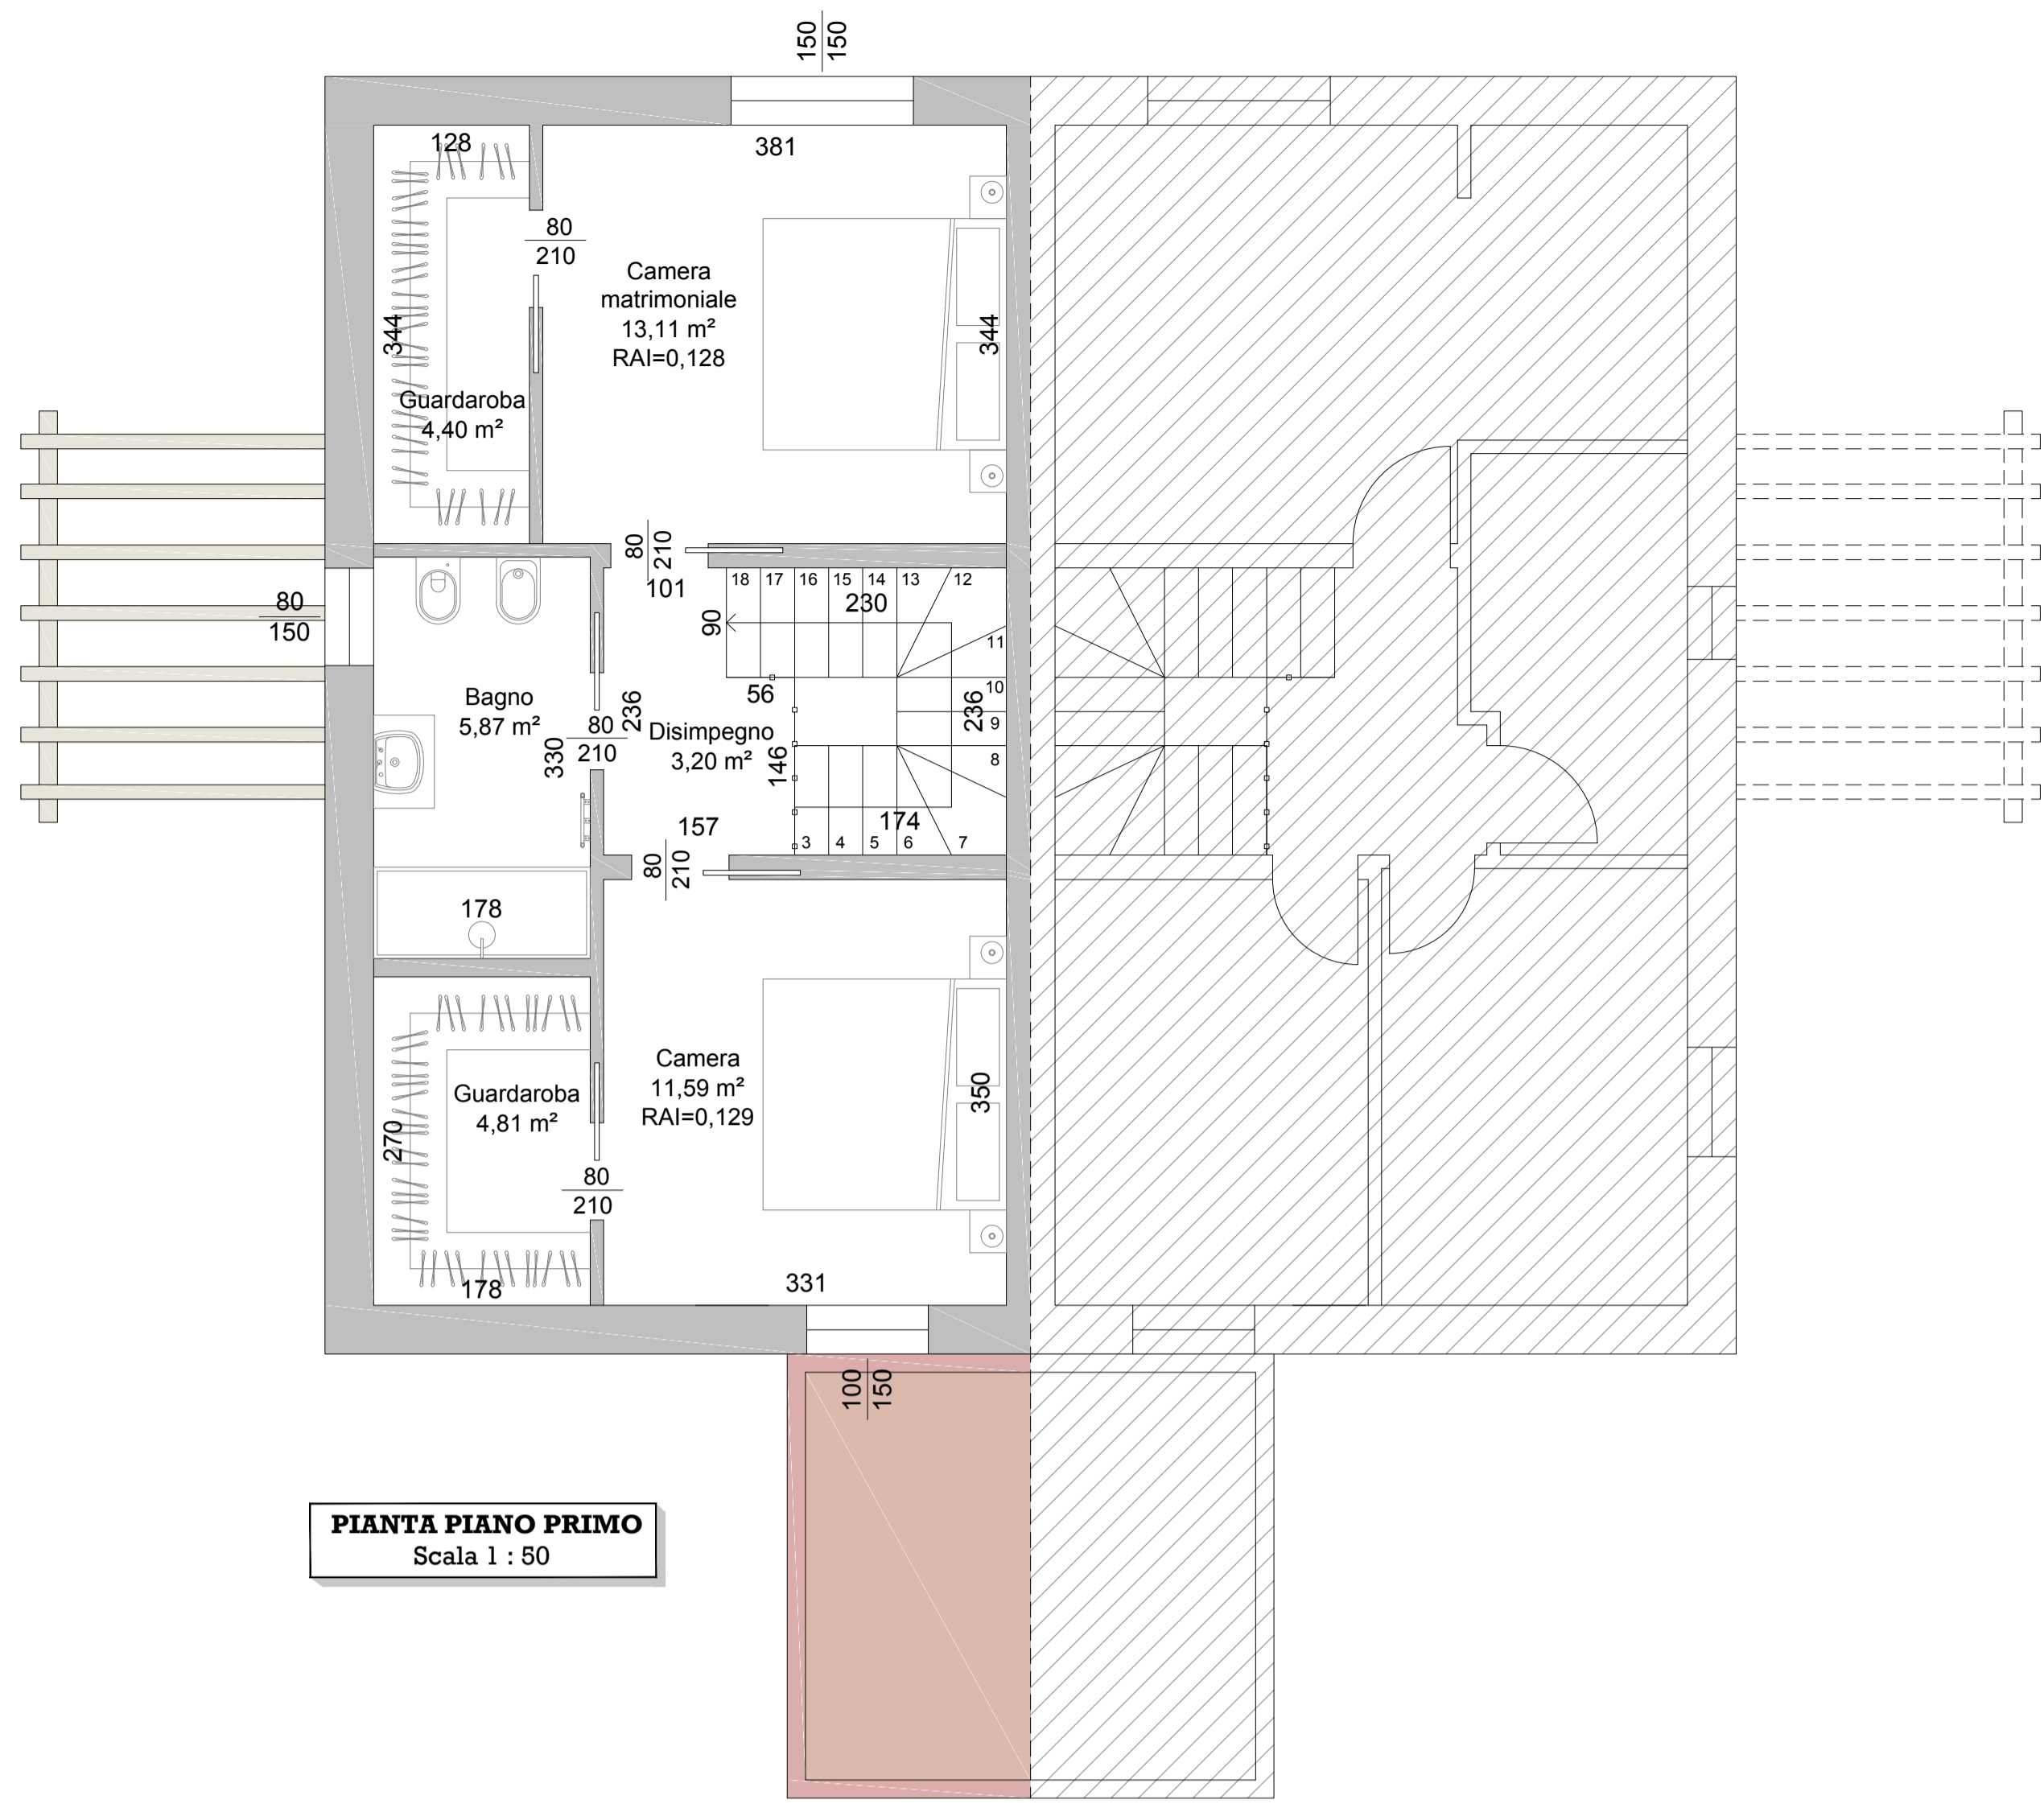 150
150
128
381
80
210
Camera
matrimoniale
13,11 m²
RAI=0,128
344
344
Guardaroba
4,40 m²
80
210
101
18 17 16 15 14 13 12
230
90
11
80
150
10
236
9
8
56
Bagno
5,87 m²
236
330
80
210
Disimpegno
3,20 m²
146
174
3 4 5 6 7
157
80
210
178
Camera
11,59 m²
RAI=0,129
350
Guardaroba
4,81 m²
270
80
210
178
331
100
150
PIANTA PIANO PRIMO
Scala 1 : 50